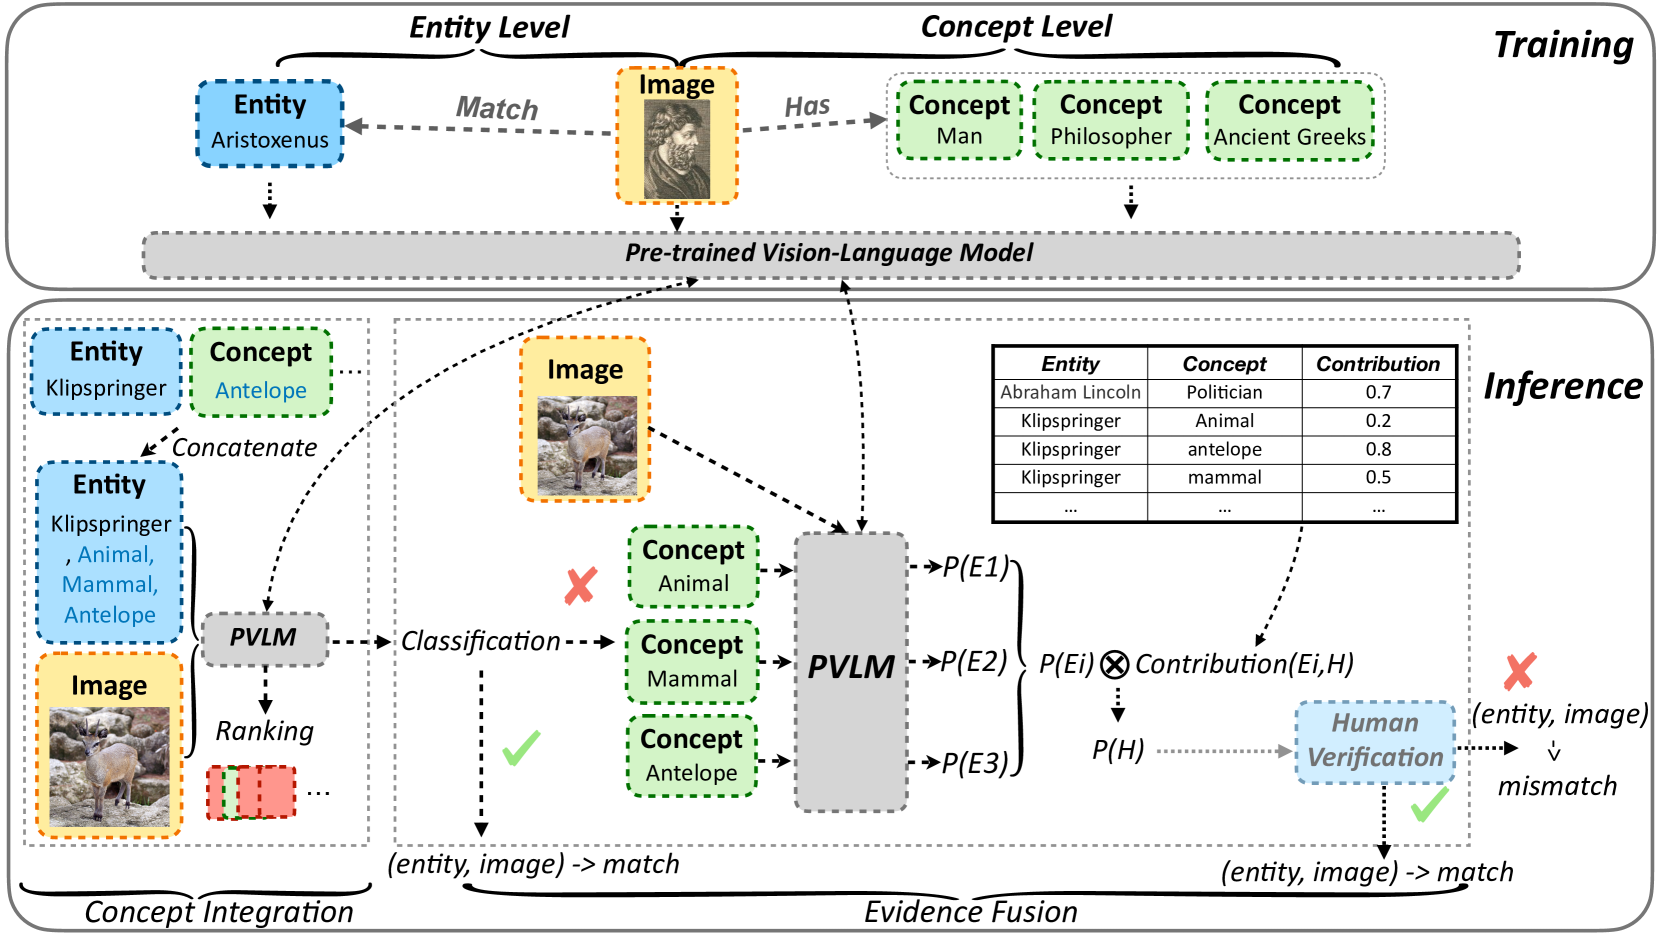 Entity Level
Concept Level
Training
Entity
Aristoxenus
Match
Image
Has
Concept
Man
Concept
Philosopher
Concept
Ancient Greeks
Pre-trained Vision-Language Model
Inference
Entity
Klipspringer
Concept
Antelope
...
Concatenate
Entity
Klipspringer
, Animal,
Mammal,
Antelope
Image
PVLM
Ranking
...
Concept Integration
Classification
(entity, image) -> match
Image
Concept
Animal
Concept
Mammal
Concept
Antelope
PVLM
P(E1)
P(E2)
P(E3)
Entity Concept Contribution
Abraham Lincoln Politician 0.7
Klipspringer Animal 0.2
Klipspringer antelope 0.8
Klipspringer mammal 0.5
... ... ...
P(Ei) ⊗ Contribution(Ei,H)
P(H)
Human
Verification
(entity, image)
->
mismatch
(entity, image) -> match
Evidence Fusion